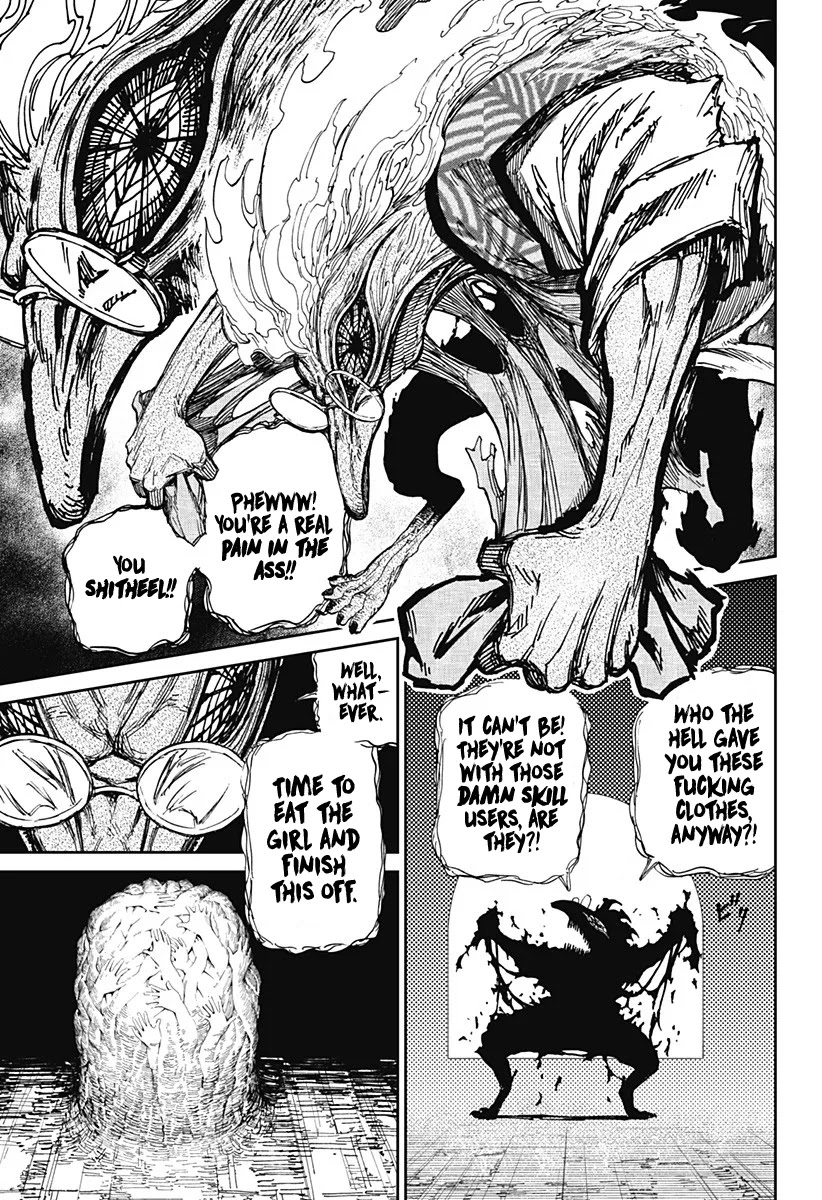 PHEWWW!
YOU'RE A REAL
PAIN IN THE
ASS!!
YOU
SHITHEEL!!
WHO THE
HELL GAVE
YOU THESE
FUCKING
CLOTHES,
ANYWAY?!
IT CAN'T BE!
THEY'RE NOT
WITH THOSE
DAMN SKILL
USERS, ARE
THEY?!
ビッ
WELL,
WHAT-
EVER.
TIME TO
EAT THE
GIRL AND
FINISH
THIS OFF.